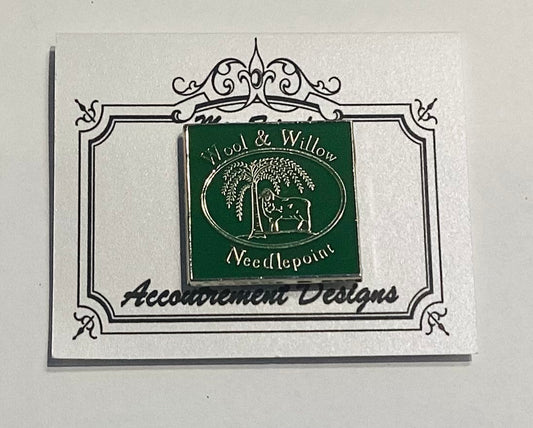 Wool & Willow
Needlepoint
Accoutrement Designs